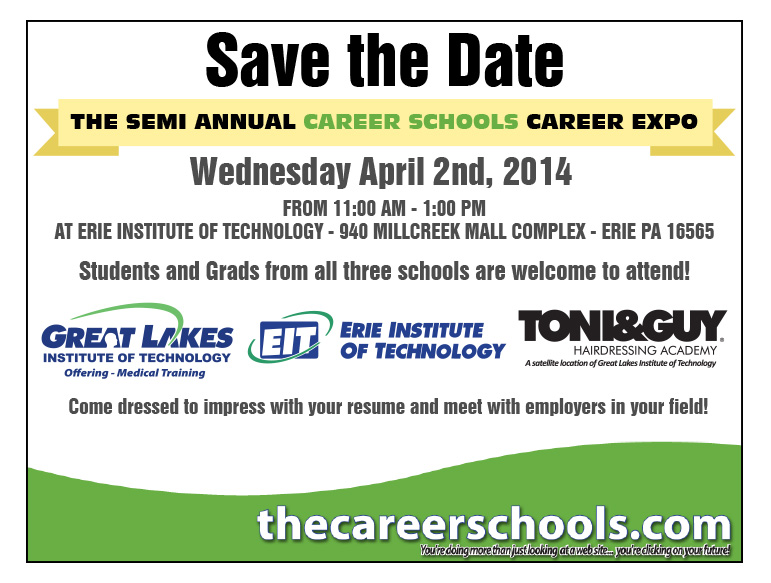 Save the Date
THE SEMI ANNUAL CAREER SCHOOLS CAREER EXPO
Wednesday April 2nd, 2014
FROM 11:00 AM - 1:00 PM
AT ERIE INSTITUTE OF TECHNOLOGY - 940 MILLCREEK MALL COMPLEX - ERIE PA 16565
Students and Grads from all three schools are welcome to attend!
GREAT LAKES
INSTITUTE OF TECHNOLOGY
Offering - Medical Training
EIT
ERIE INSTITUTE
OF TECHNOLOGY
TONI&GUY®
HAIRDRESSING ACADEMY
A satellite location of Great Lakes Institute of Technology
Come dressed to impress with your resume and meet with employers in your field!
thecareerschools.com
You're doing more than just looking at a web site... you're clicking on your future!